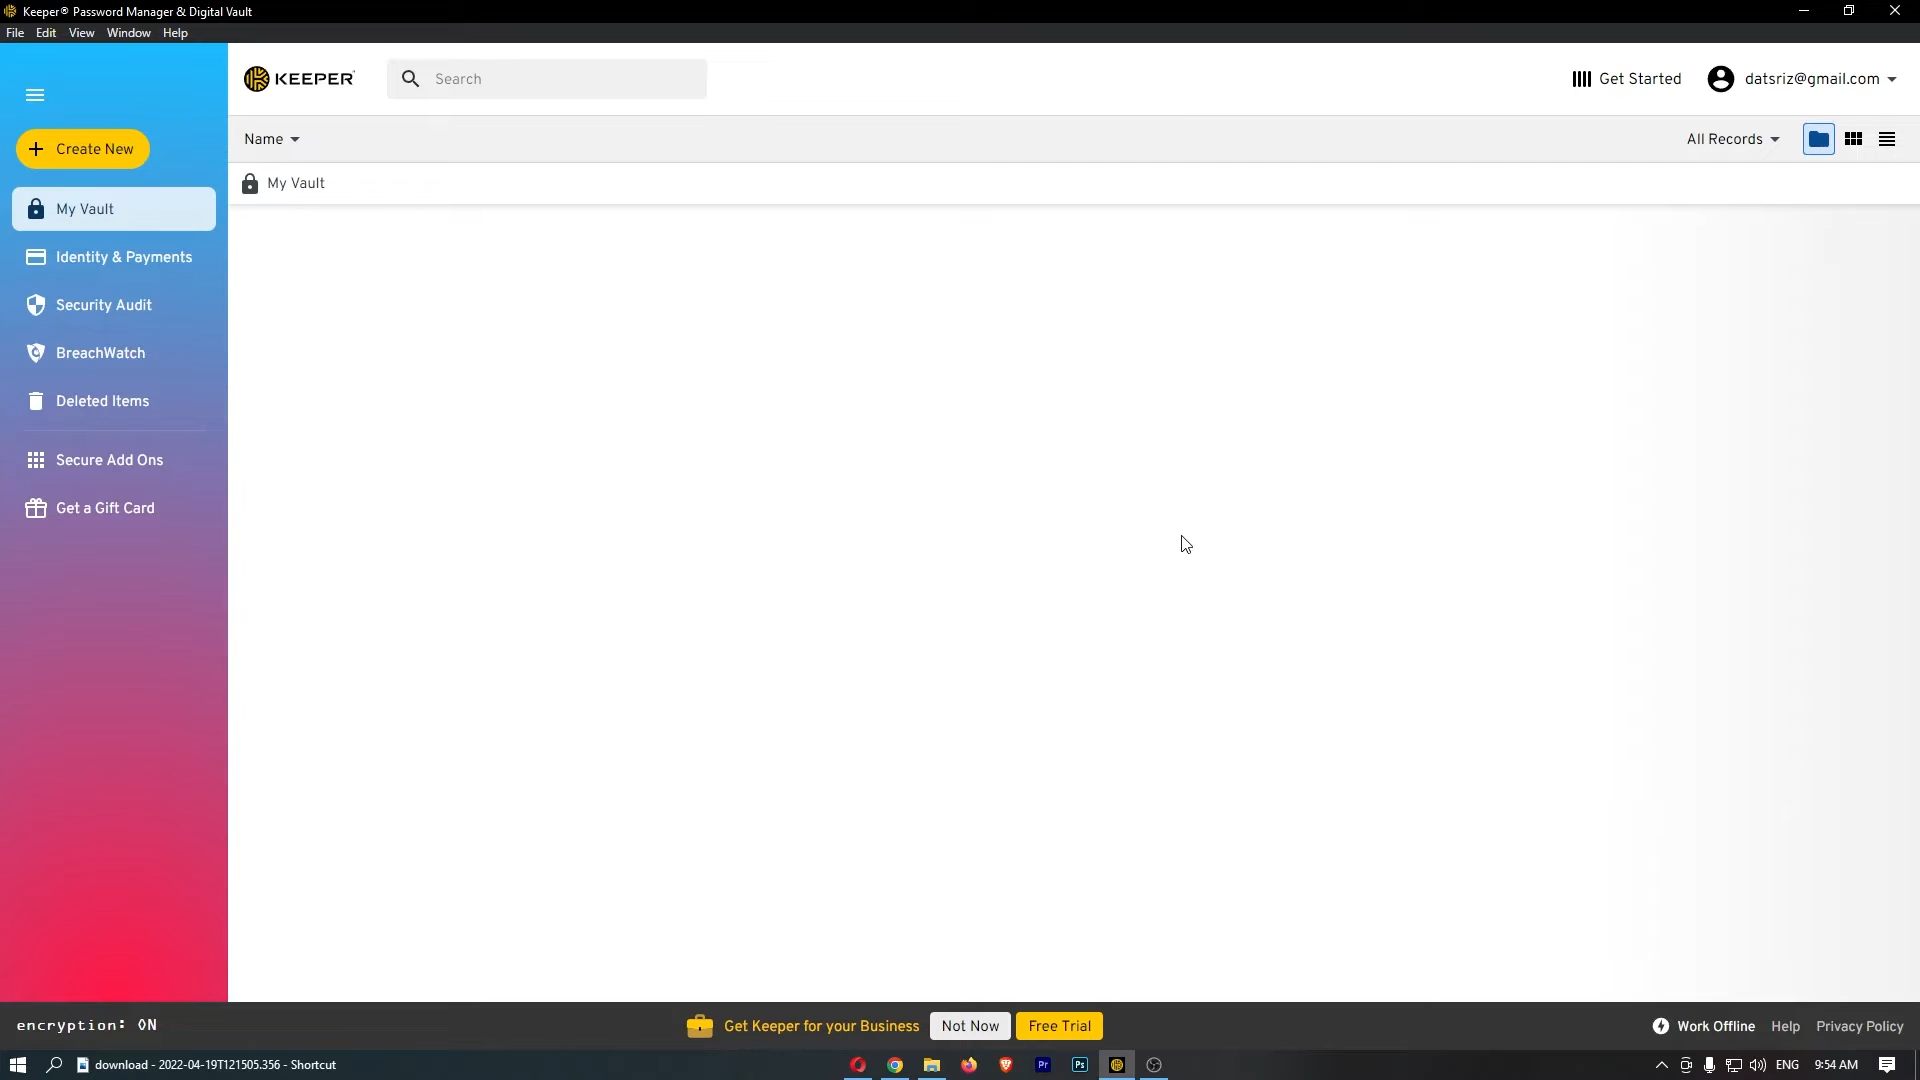 Keeper® Password Manager & Digital Vault
File Edit View Window Help
KEEPER
Search
Get Started
datsriz@gmail.com
Create New
Name
All Records
My Vault
My Vault
Identity & Payments
Security Audit
BreachWatch
Deleted Items
Secure Add Ons
Get a Gift Card
encryption: ON
Get Keeper for your Business
Not Now
Free Trial
Work Offline
Help
Privacy Policy
download - 2022-04-19T121505.356 - Shortcut
Pr
Ps
ENG
9:54 AM